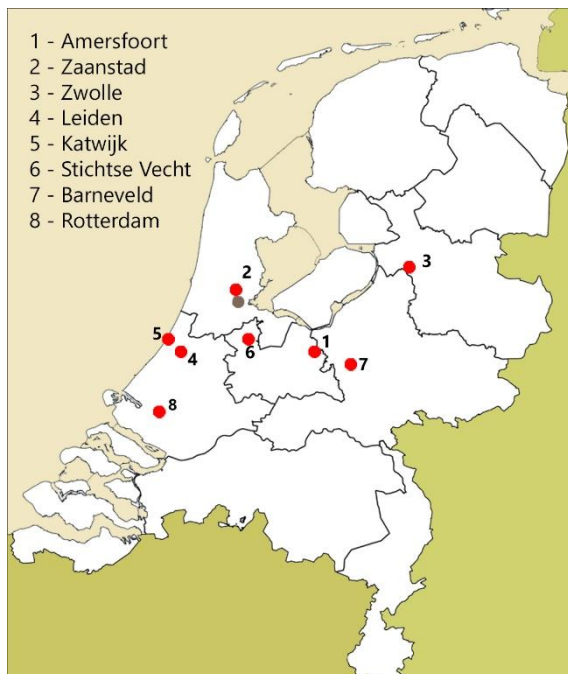 1 - Amersfoort
2 - Zaanstad
3 - Zwolle
4 - Leiden
5 - Katwijk
6 - Stichtse Vecht
7 - Barneveld
8 - Rotterdam
2
3
5
4
6
1
7
8